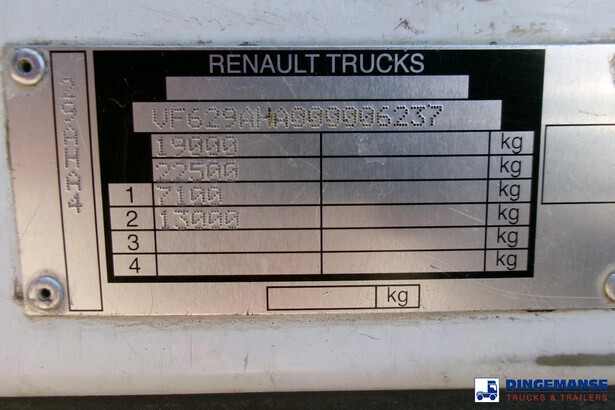 RENAULT TRUCKS
VF629AHA000006237
19000 kg
22500 kg
1 7100 kg
2 13000 kg
3 kg
4 kg
kg
DINGEMANSE
TRUCKS & TRAILERS